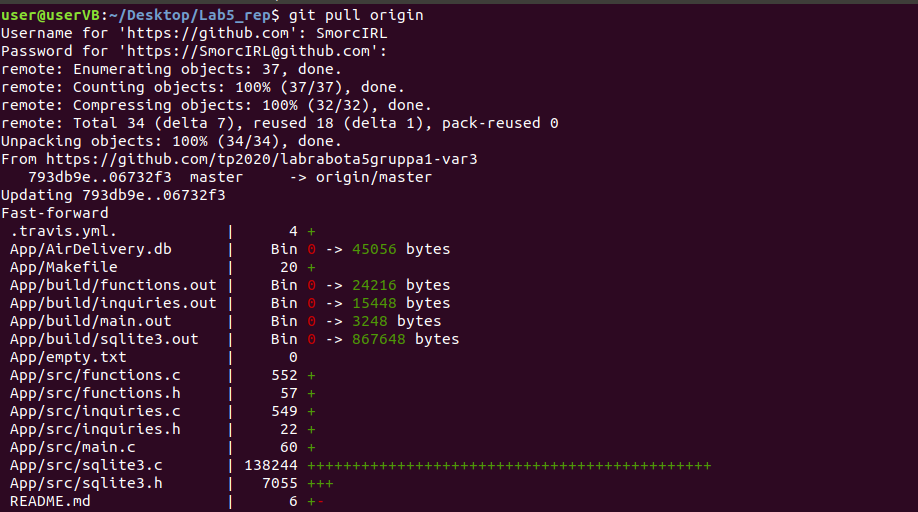 user@userVB:~/Desktop/Lab5_rep$ git pull origin
Username for 'https://github.com': SmorcIRL
Password for 'https://SmorcIRL@github.com':
remote: Enumerating objects: 37, done.
remote: Counting objects: 100% (37/37), done.
remote: Compressing objects: 100% (32/32), done.
remote: Total 34 (delta 7), reused 18 (delta 1), pack-reused 0
Unpacking objects: 100% (34/34), done.
From https://github.com/tp2020/labrabota5gruppa1-var3
   793db9e..06732f3  master     -> origin/master
Updating 793db9e..06732f3
Fast-forward
 .travis.yml.            |      4 +
 App/AirDelivery.db      |    Bin 0 -> 45056 bytes
 App/Makefile            |     20 +
 App/build/functions.out |    Bin 0 -> 24216 bytes
 App/build/inquiries.out |    Bin 0 -> 15448 bytes
 App/build/main.out      |    Bin 0 -> 3248 bytes
 App/build/sqlite3.out   |    Bin 0 -> 867648 bytes
 App/empty.txt           |      0
 App/src/functions.c     |    552 +
 App/src/functions.h     |     57 +
 App/src/inquiries.c     |    549 +
 App/src/inquiries.h     |     22 +
 App/src/main.c          |     60 +
 App/src/sqlite3.c       | 138244 +++++++++++++++++++++++++++++++++++++++++++++
 App/src/sqlite3.h       |   7055 +++
 README.md               |      6 +-